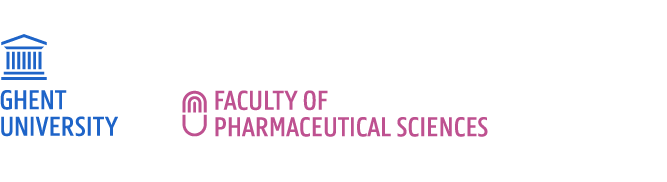 GHENT
UNIVERSITY
FACULTY OF
PHARMACEUTICAL SCIENCES